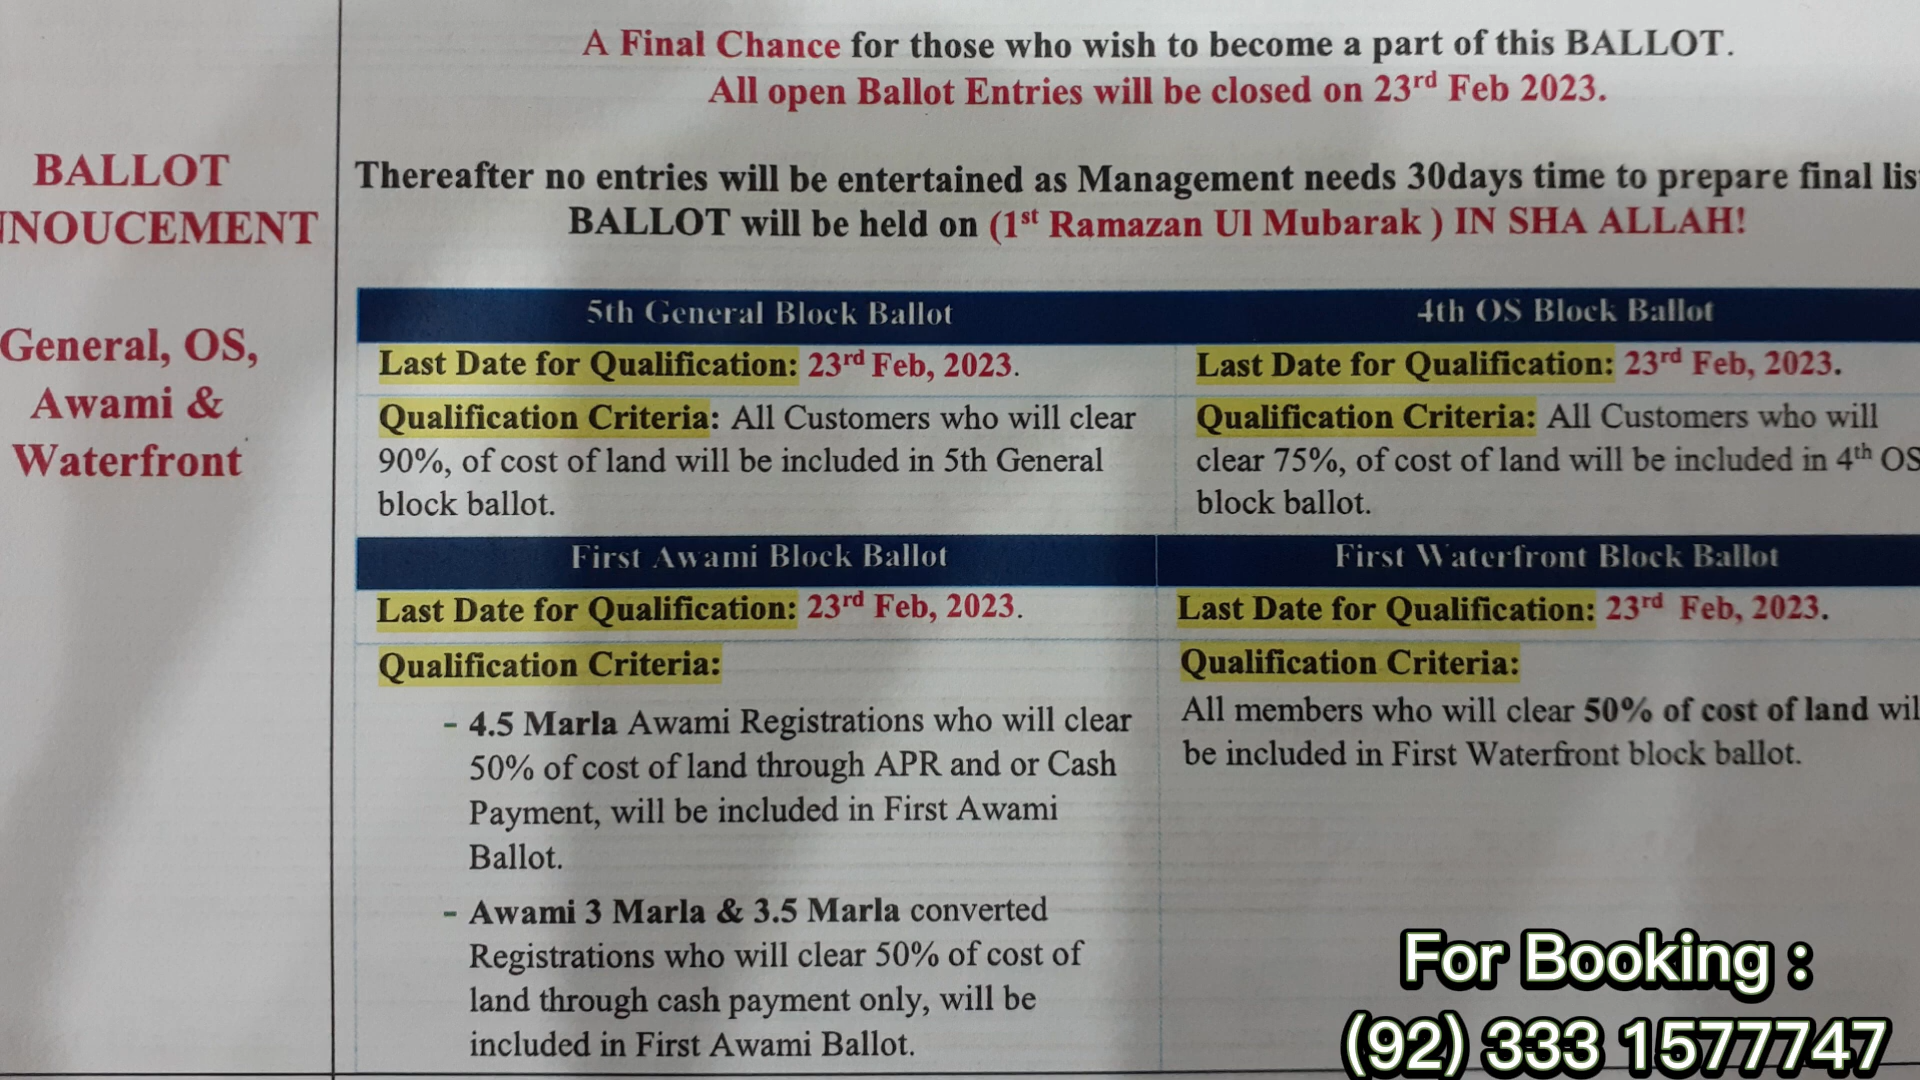 A Final Chance for those who wish to become a part of this BALLOT.
All open Ballot Entries will be closed on 23rd Feb 2023.
BALLOT
NNOUCEMENT
General, OS,
Awami &
Waterfront
Thereafter no entries will be entertained as Management needs 30days time to prepare final lis
BALLOT will be held on (1st Ramazan Ul Mubarak ) IN SHA ALLAH!
5th General Block Ballot
Last Date for Qualification: 23rd Feb, 2023.
Qualification Criteria: All Customers who will clear
90%, of cost of land will be included in 5th General
block ballot.
4th OS Block Ballot
Last Date for Qualification: 23rd Feb, 2023.
Qualification Criteria: All Customers who will
clear 75%, of cost of land will be included in 4th OS
block ballot.
First Awami Block Ballot
Last Date for Qualification: 23rd Feb, 2023.
Qualification Criteria:
- 4.5 Marla Awami Registrations who will clear
50% of cost of land through APR and or Cash
Payment, will be included in First Awami
Ballot.
- Awami 3 Marla & 3.5 Marla converted
Registrations who will clear 50% of cost of
land through cash payment only, will be
included in First Awami Ballot.
First Waterfront Block Ballot
Last Date for Qualification: 23rd Feb, 2023.
Qualification Criteria:
All members who will clear 50% of cost of land wil
be included in First Waterfront block ballot.
For Booking :
(92) 333 1577747